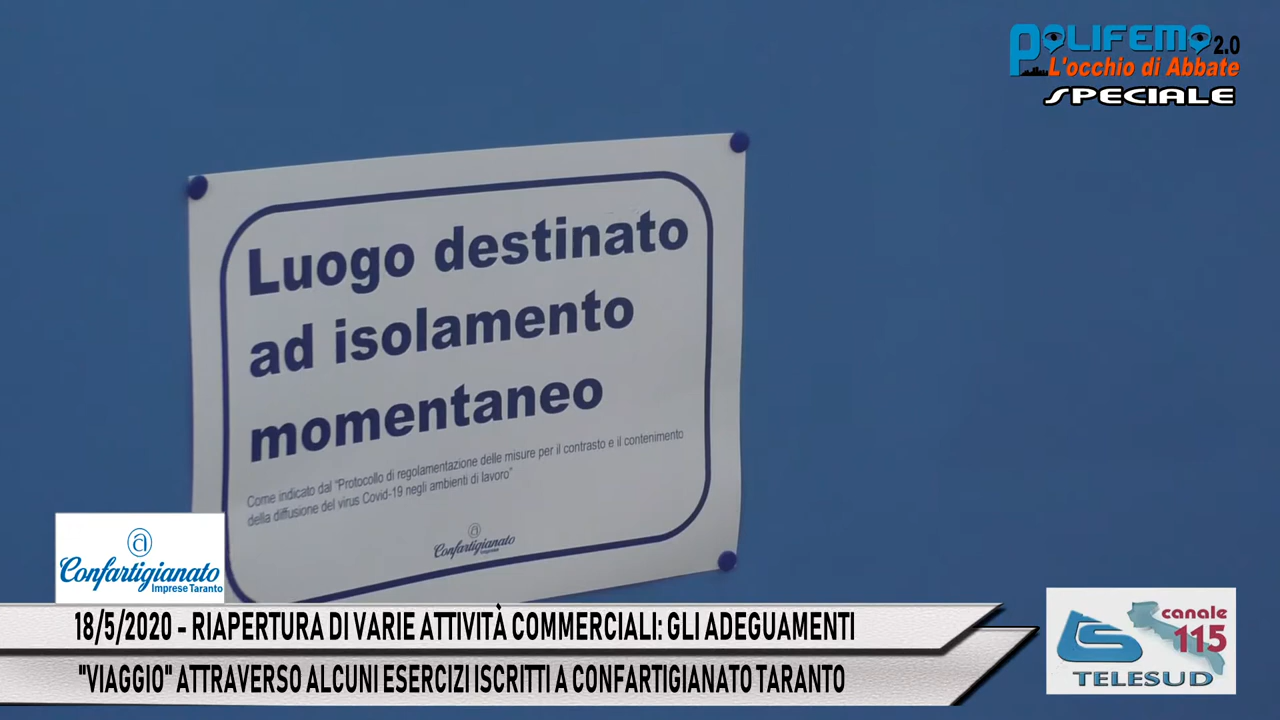 POLIFEMO 2.0
L'occhio di Abbate
SPECIALE
Luogo destinato
ad isolamento
momentaneo
Come indicato dal "Protocollo di regolamentazione delle misure per il contrasto e il contenimento
della diffusione del virus Covid-19 negli ambienti di lavoro"
Confartigianato
Imprese
Confartigianato
Imprese Taranto
18/5/2020 - RIAPERTURA DI VARIE ATTIVITÀ COMMERCIALI: GLI ADEGUAMENTI
"VIAGGIO" ATTRAVERSO ALCUNI ESERCIZI ISCRITTI A CONFARTIGIANATO TARANTO
canale
115
TELESUD